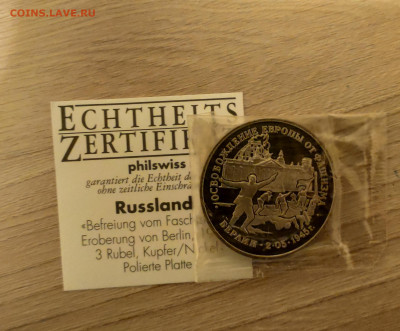 COINS.LAVE.RU
ECHTHEITS
ZERTIFI
philswiss
garantiert die Echtheit d
ohne zeitliche Einschrä
Russland
«Befreiung vom Fasch
Eroberung von Berlin,
3 Rubel, Kupfer/N
Polierte Platte
•ОСВОБОЖДЕНИЕ ЕВРОПЫ ОТ ФАШИЗМА•
БЕРЛИН • 2•05•1945г.